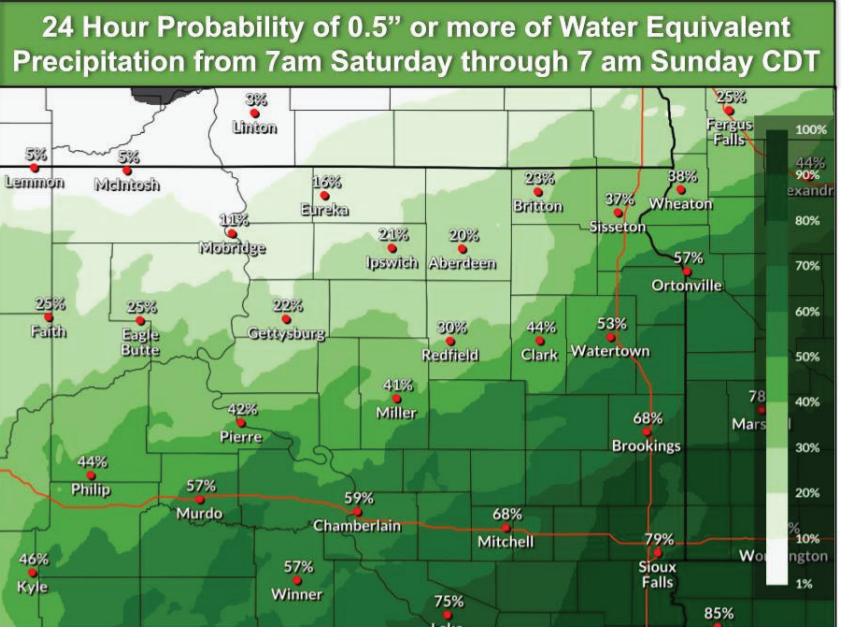 24 Hour Probability of 0.5” or more of Water Equivalent
Precipitation from 7am Saturday through 7 am Sunday CDT
3%
Linton
25%
Fergus
Falls
100%
5%
Lemmon
5%
McIntosh
44%
90%
16%
Eureka
23%
Britton
38%
Wheaton
37%
Sisseton
80%
11%
Mobridge
21%
Ipswich
20%
Aberdeen
70%
57%
Ortonville
60%
25%
Faith
25%
Eagle
Butte
22%
Gettysburg
30%
Redfield
44%
Clark
53%
Watertown
50%
41%
Miller
78
40%
42%
Pierre
68%
Brookings
30%
44%
Philip
57%
Murdo
59%
Chamberlain
68%
Mitchell
20%
79%
Sioux
Falls
10%
46%
Kyle
57%
Winner
1%
75%
85%